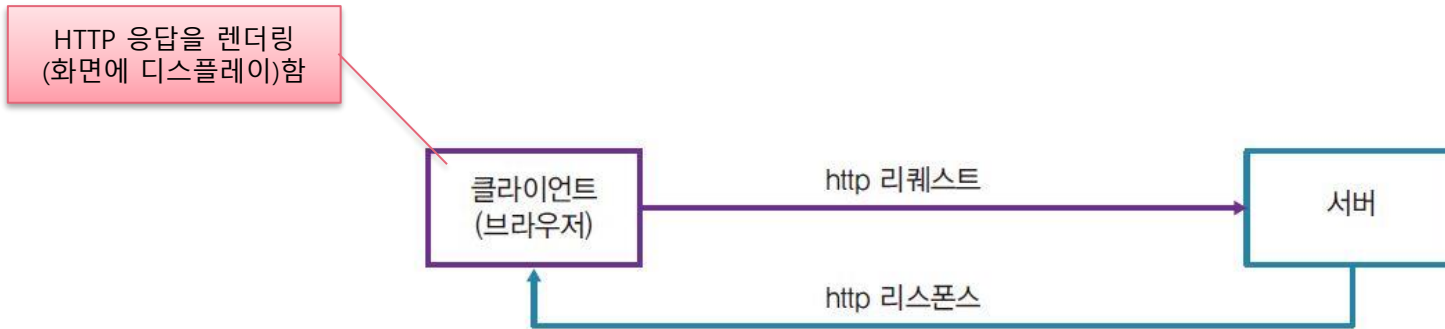 HTTP 응답을 렌더링
(화면에 디스플레이)함
클라이언트
(브라우저)
http 리퀘스트
서버
http 리스폰스